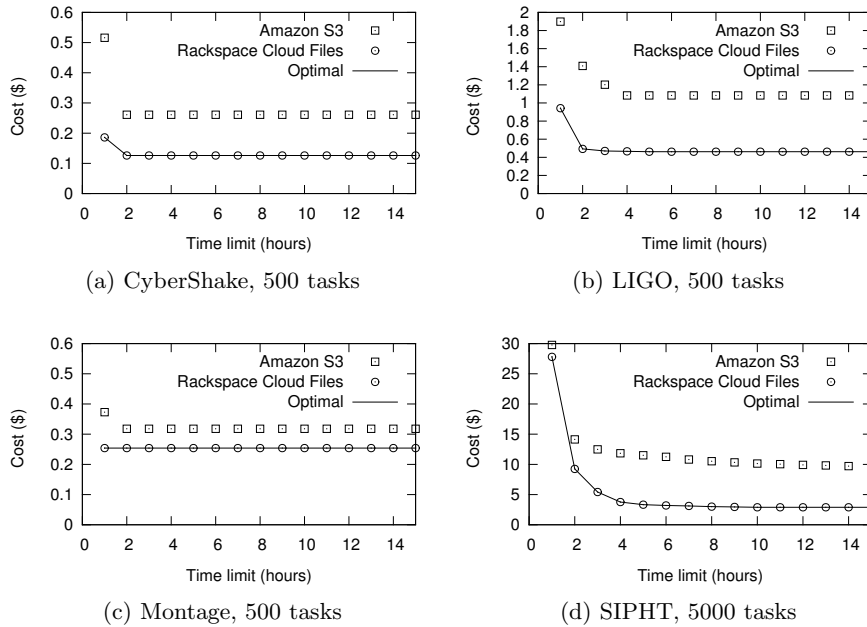 0.6
0.5
0.4
0.3
0.2
0.1
0
Cost ($)
Amazon S3
Rackspace Cloud Files
Optimal
0 2 4 6 8 10 12 14
Time limit (hours)
(a) CyberShake, 500 tasks
2
1.8
1.6
1.4
1.2
1
0.8
0.6
0.4
0.2
0
Cost ($)
Amazon S3
Rackspace Cloud Files
Optimal
0 2 4 6 8 10 12 14
Time limit (hours)
(b) LIGO, 500 tasks
0.6
0.5
0.4
0.3
0.2
0.1
0
Cost ($)
Amazon S3
Rackspace Cloud Files
Optimal
0 2 4 6 8 10 12 14
Time limit (hours)
(c) Montage, 500 tasks
30
25
20
15
10
5
0
Cost ($)
Amazon S3
Rackspace Cloud Files
Optimal
0 2 4 6 8 10 12 14
Time limit (hours)
(d) SIPHT, 5000 tasks